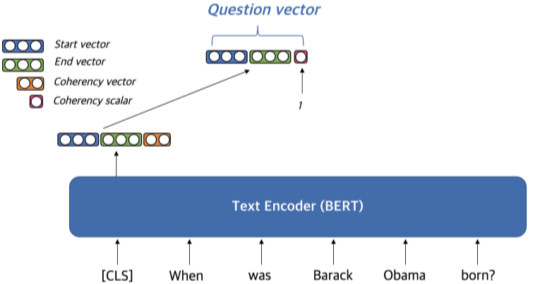 Question vector
Start vector
End vector
Coherency vector
Coherency scalar
1
Text Encoder (BERT)
[CLS] When was Barack Obama born?